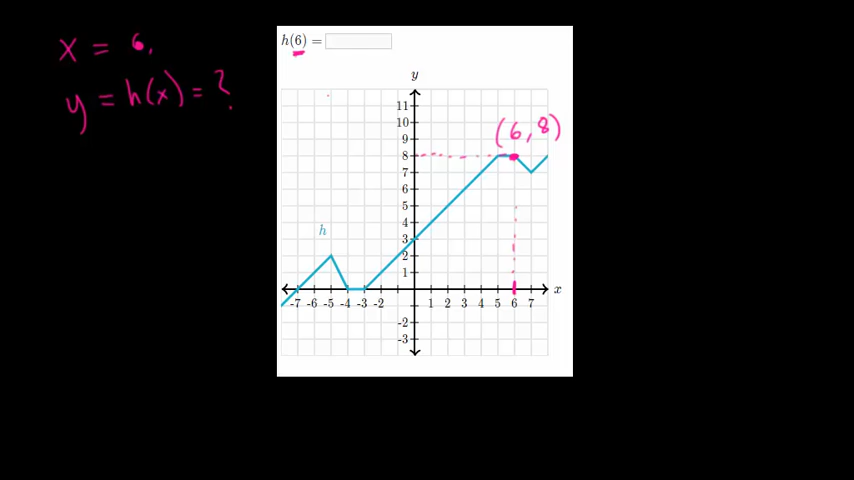 x = 6,
y = h(x) = ?
h(6) =
y
11
10
9
8
7
6
5
4
3
2
1
-2
-3
(6,8)
h
-7 -6 -5 -4 -3 -2 1 2 3 4 5 6 7
x